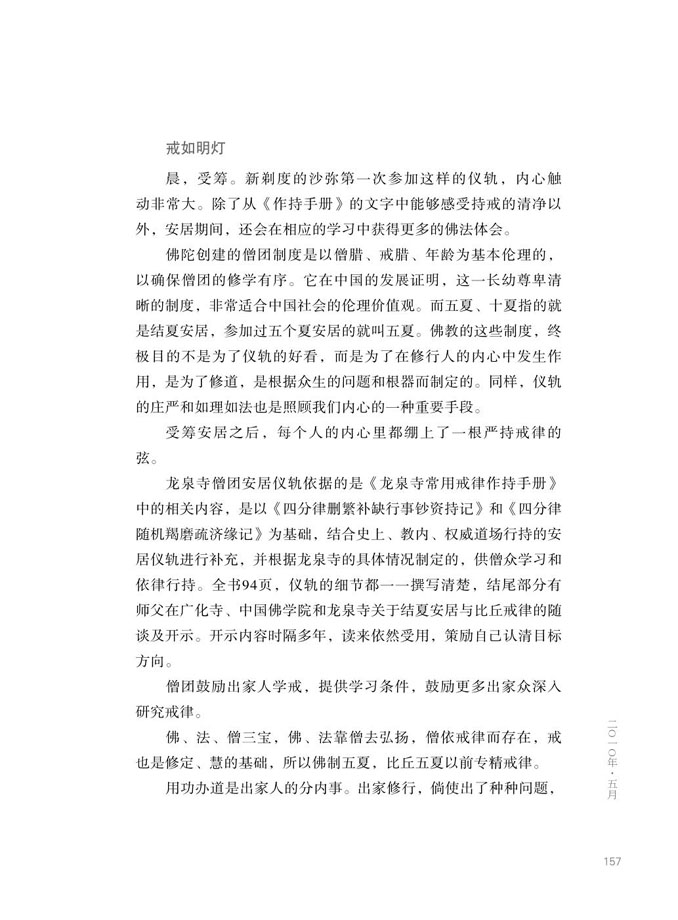 戒如明灯
晨，受筹。新剃度的沙弥第一次参加这样的仪轨，内心触
动非常大。除了从《作持手册》的文字中能够感受持戒的清净以
外，安居期间，还会在相应的学习中获得更多的佛法体会。
佛陀创建的僧团制度是以僧腊、戒腊、年龄为基本伦理的，
以确保僧团的修学有序。它在中国的发展证明，这一长幼尊卑清
晰的制度，非常适合中国社会的伦理价值观。而五夏、十夏指的就
是结夏安居，参加过五个夏安居的就叫五夏。佛教的这些制度，终
极目的不是为了仪轨的好看，而是为了在修行人的内心中发生作
用，是为了修道，是根据众生的问题和根器而制定的。同样，仪轨
的庄严和如理如法也是照顾我们内心的一种重要手段。
受筹安居之后，每个人的内心里都绷上了一根严持戒律的
弦。
龙泉寺僧团安居仪轨依据的是《龙泉寺常用戒律作持手册》
中的相关内容，是以《四分律删繁补缺行事钞资持记》和《四分律
随机羯磨疏济缘记》为基础，结合史上、教内、权威道场行持的安
居仪轨进行补充，并根据龙泉寺的具体情况制定的，供僧众学习和
依律行持。全书94页，仪轨的细节都一一撰写清楚，结尾部分有
师父在广化寺、中国佛学院和龙泉寺关于结夏安居与比丘戒律的随
谈及开示。开示内容时隔多年，读来依然受用，策励自己认清目标
方向。
僧团鼓励出家人学戒，提供学习条件，鼓励更多出家众深入
研究戒律。
佛、法、僧三宝，佛、法靠僧去弘扬，僧依戒律而存在，戒
也是修定、慧的基础，所以佛制五夏，比丘五夏以前专精戒律。
用功办道是出家人的分内事。出家修行，倘使出了种种问题，
二〇一〇年·五月
157